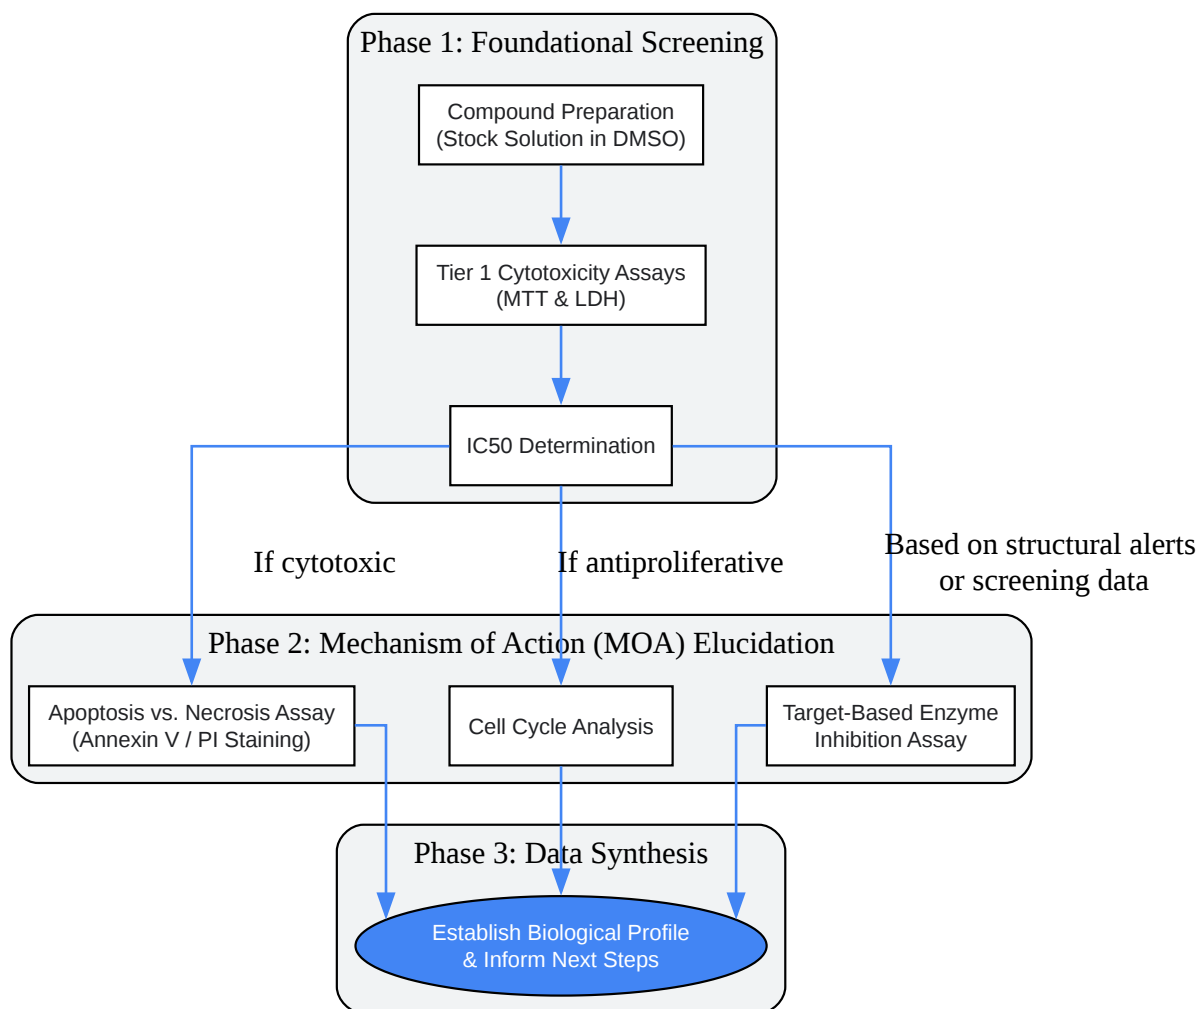 Phase 1: Foundational Screening
Compound Preparation
(Stock Solution in DMSO)
Tier 1 Cytotoxicity Assays
(MTT & LDH)
IC50 Determination
If cytotoxic
If antiproliferative
Based on structural alerts
or screening data
Phase 2: Mechanism of Action (MOA) Elucidation
Apoptosis vs. Necrosis Assay
(Annexin V / PI Staining)
Cell Cycle Analysis
Target-Based Enzyme
Inhibition Assay
Phase 3: Data Synthesis
Establish Biological Profile
& Inform Next Steps